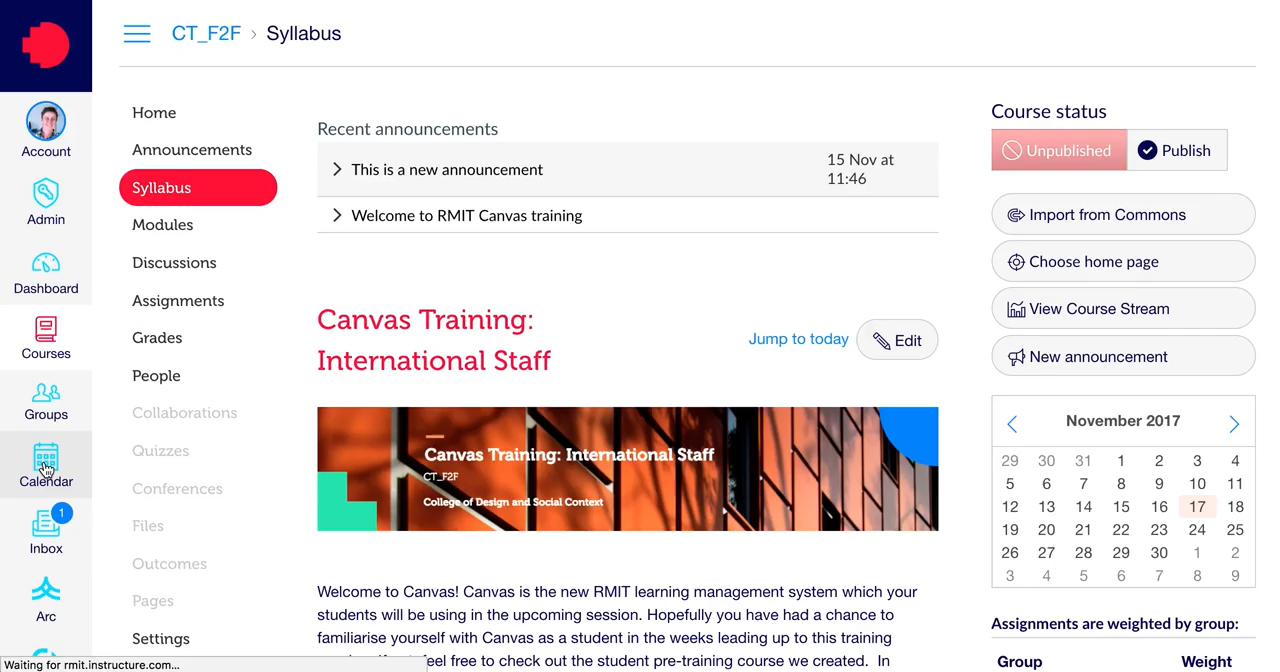 CT_F2F › Syllabus
Account
Admin
Dashboard
Courses
Groups
Calendar
1
Inbox
Arc
Home
Announcements
Syllabus
Modules
Discussions
Assignments
Grades
People
Collaborations
Quizzes
Conferences
Files
Outcomes
Pages
Settings
Recent announcements
This is a new announcement
15 Nov at
11:46
Welcome to RMIT Canvas training
Canvas Training:
International Staff
Jump to today
Edit
Canvas Training: International Staff
CT_F2F
College of Design and Social Context
Welcome to Canvas! Canvas is the new RMIT learning management system which your
students will be using in the upcoming session. Hopefully you have had a chance to
familiarise yourself with Canvas as a student in the weeks leading up to this training
feel free to check out the student pre-training course we created. In
Course status
Unpublished
Publish
Import from Commons
Choose home page
View Course Stream
New announcement
November 2017
29 30 31 1 2 3 4
5 6 7 8 9 10 11
12 13 14 15 16 17 18
19 20 21 22 23 24 25
26 27 28 29 30 1 2
3 4 5 6 7 8 9
Assignments are weighted by group:
Group Weight
Waiting for rmit.instructure.com...